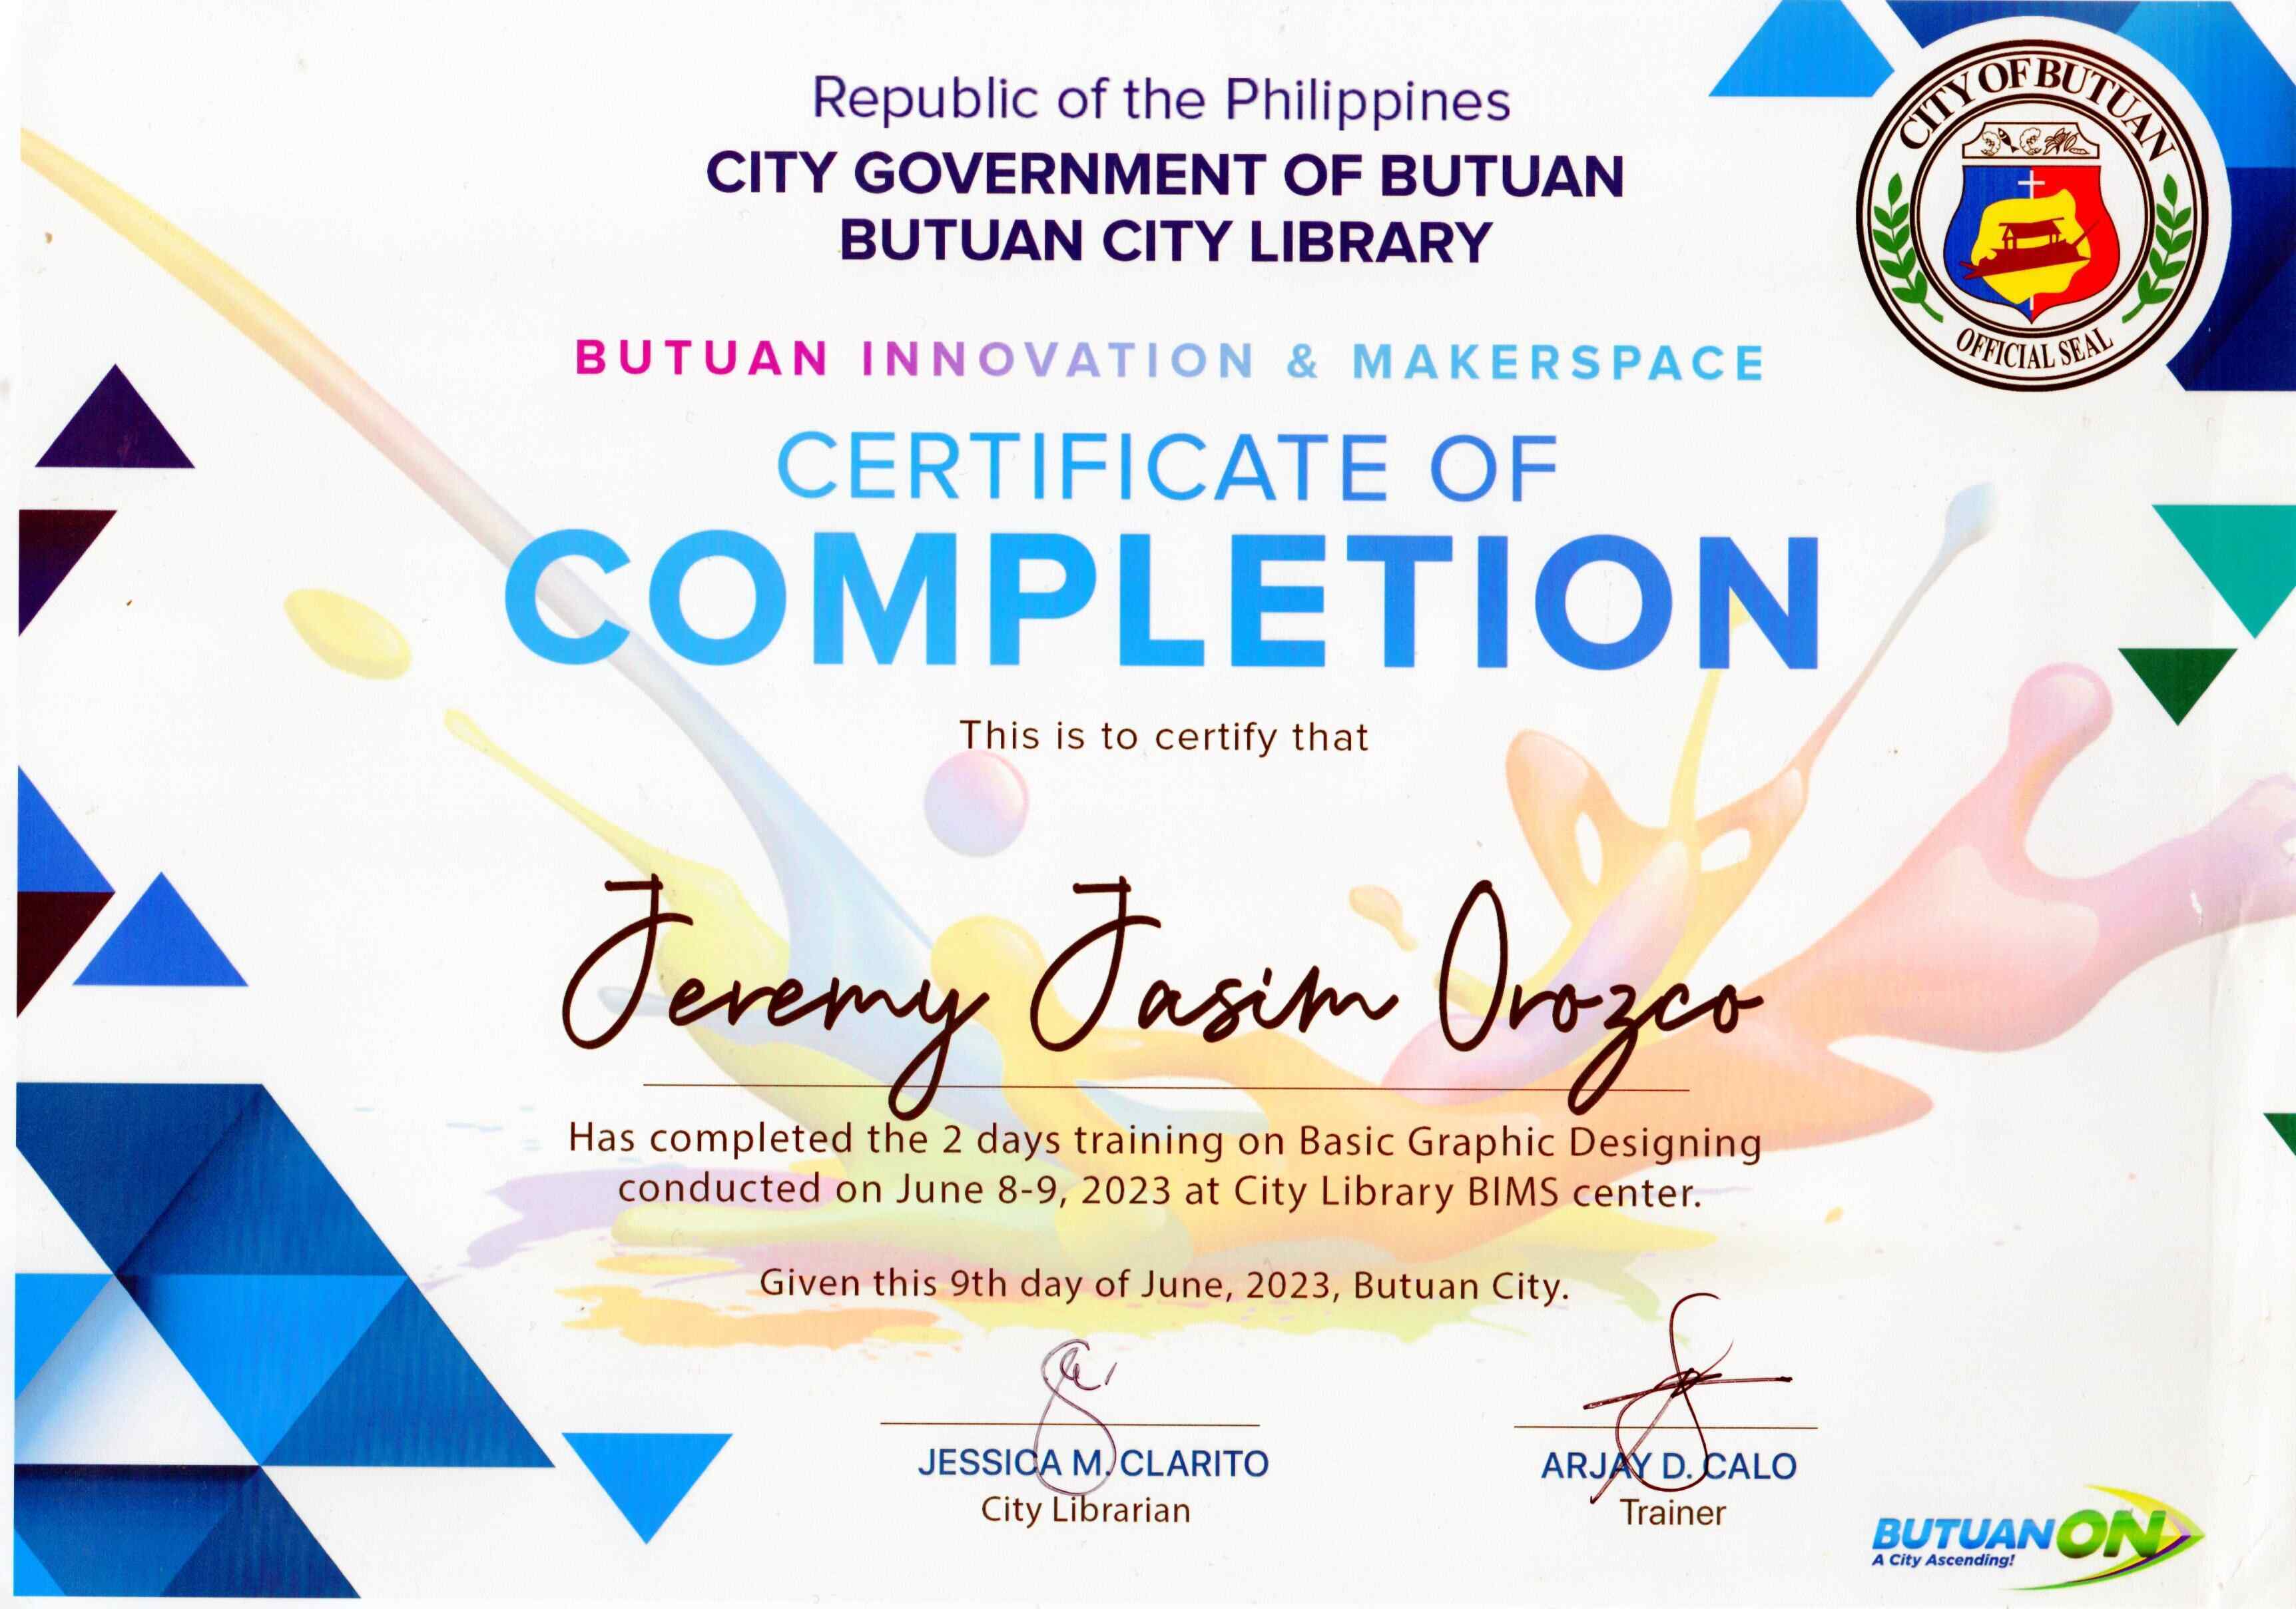 Republic of the Philippines
CITY GOVERNMENT OF BUTUAN
BUTUAN CITY LIBRARY
CITY OF BUTUAN
OFFICIAL SEAL
BUTUAN INNOVATION & MAKERSPACE
CERTIFICATE OF
COMPLETION
This is to certify that
Jeremy Jasim Orozco
Has completed the 2 days training on Basic Graphic Designing
conducted on June 8-9, 2023 at City Library BIMS center.
Given this 9th day of June, 2023, Butuan City.
JESSICA M. CLARITO
City Librarian
ARJAY D. CALO
Trainer
BUTUAN ON
A City Ascending!